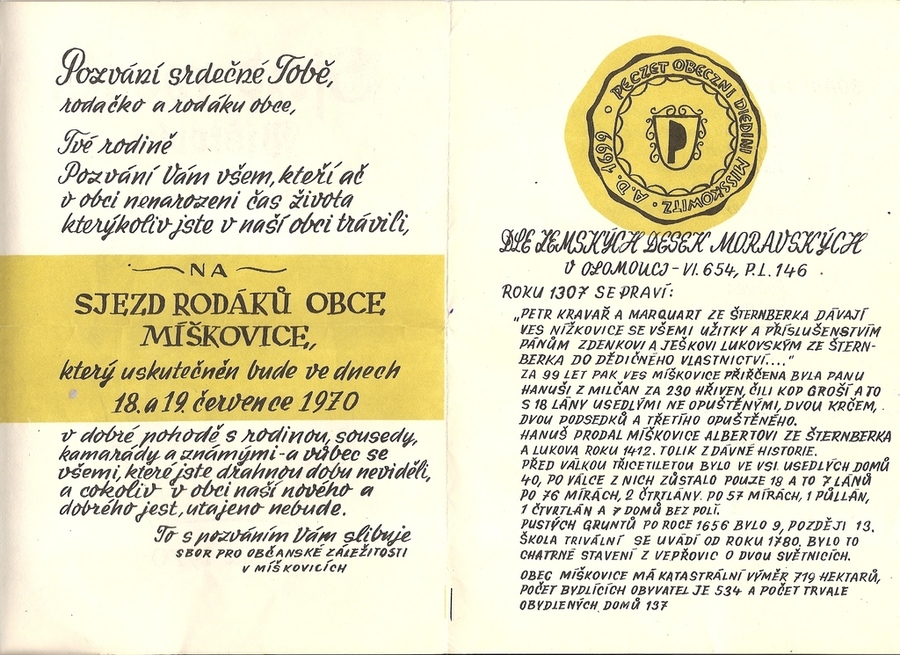 Pozvání srdečné Tobě,
rodačko a rodáku obce,
Tvé rodině
Pozvání Vám všem, kteří ač
v obci nenarozeni čas života
kterýkoliv jste v naší obci trávili,
NA
SJEZD RODÁKŮ OBCE
MÍŠKOVICE,
který uskutečněn bude ve dnech
18. a 19. července 1970
v dobré pohodě s rodinou, sousedy,
kamarády a známými - a vůbec se
všemi, které jste drahnou dobu neviděli,
a cokoliv v obci naší nového a
dobrého jest, utajeno nebude.
To s pozváním Vám slibuje
SBOR PRO OBČANSKÉ ZÁLEŽITOSTI
V MÍŠKOVICÍCH
PECZET OBECZNI DIEDINI MISSKOWITZ · A.D. 1699 ·
P
DLE ZEMSKÝCH DESEK MORAVSKÝCH
V OLOMOUCI - VI. 654, P.L. 146.
ROKU 1307 SE PRAVÍ:
„PETR KRAVAŘ A MARQUART ZE ŠTERNBERKA DÁVAJÍ
VES NÍŽKOVICE SE VŠEMI UŽITKY A PŘÍSLUŠENSTVÍM
PÁNŮM ZDENKOVI A JEŠKOVI LUKOVSKÝM ZE ŠTERN-
BERKA DO DĚDIČNÉHO VLASTNICTVÍ...."
ZA 99 LET PAK VES MÍŠKOVICE PŘIŘČENA BYLA PANU
HANUŠI Z MILČAN ZA 230 HŘIVEN, ČILI KOP GROŠÍ A TO
S 18 LÁNY USEDLÝMI NE OPUŠTĚNÝMI, DVOU KRČEM,
DVOU PODSEDKŮ A TŘETÍHO OPUŠTĚNÉHO.
HANUŠ PRODAL MÍŠKOVICE ALBERTOVI ZE ŠTERNBERKA
A LUKOVA ROKU 1412. TOLIK Z DÁVNÉ HISTORIE.
PŘED VÁLKOU TŘICETILETOU BYLO VE VSI USEDLÝCH DOMŮ
40, PO VÁLCE Z NICH ZŮSTALO POUZE 18 A TO 7 LÁNŮ
PO 76 MÍRÁCH, 2 ČTRTLÁNY. PO 57 MÍRÁCH, 1 PŮLLÁN,
1 ČTVRTLÁN A 7 DOMŮ BEZ POLÍ.
PUSTÝCH GRUNTŮ PO ROCE 1656 BYLO 9, POZDĚJI 13.
ŠKOLA TRIVÁLNÍ SE UVÁDÍ OD ROKU 1780, BYLO TO
CHATRNÉ STAVENÍ Z VEPŘOVIC O DVOU SVĚTNICÍCH.
OBEC MÍŠKOVICE MÁ KATASTRÁLNÍ VÝMĚR 719 HEKTARŮ,
POČET BYDLÍCÍCH OBYVATEL JE 534 A POČET TRVALE
OBYDLENÝCH DOMŮ 137